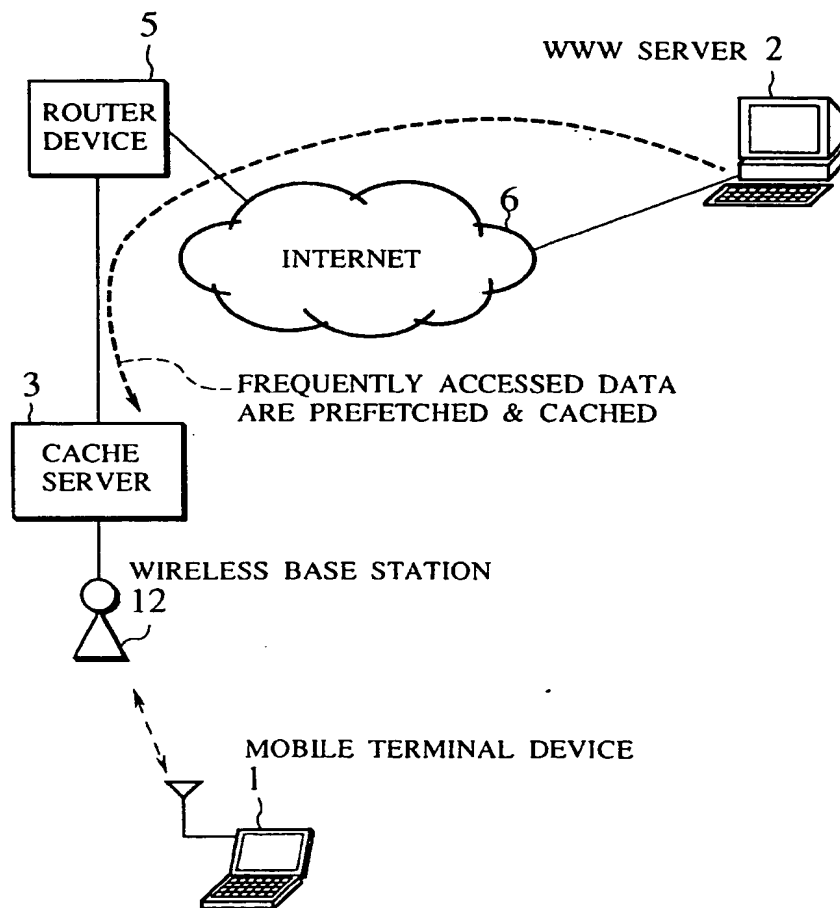 5
WWW SERVER 2
ROUTER
DEVICE
6
INTERNET
FREQUENTLY ACCESSED DATA
ARE PREFETCHED & CACHED
3
CACHE
SERVER
WIRELESS BASE STATION
12
MOBILE TERMINAL DEVICE
1